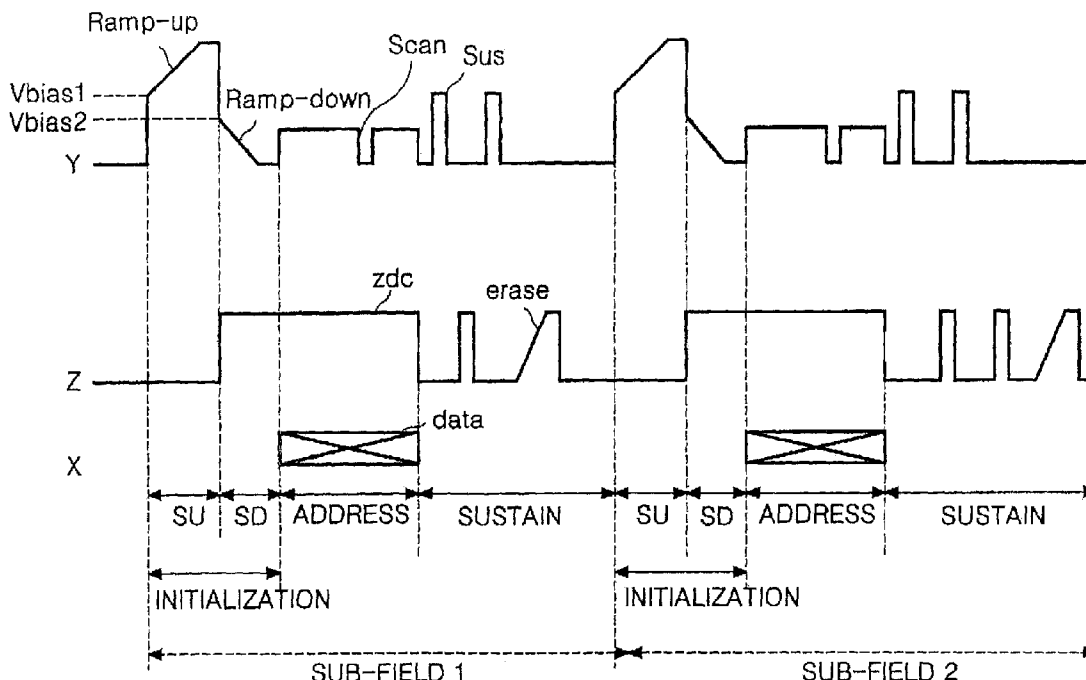 Ramp-up
Scan
Sus
Vbias1
Ramp-down
Vbias2
Y
zdc
erase
Z
data
X
SU SD ADDRESS SUSTAIN SU SD ADDRESS SUSTAIN
INITIALIZATION INITIALIZATION
SUB-FIELD 1 SUB-FIELD 2